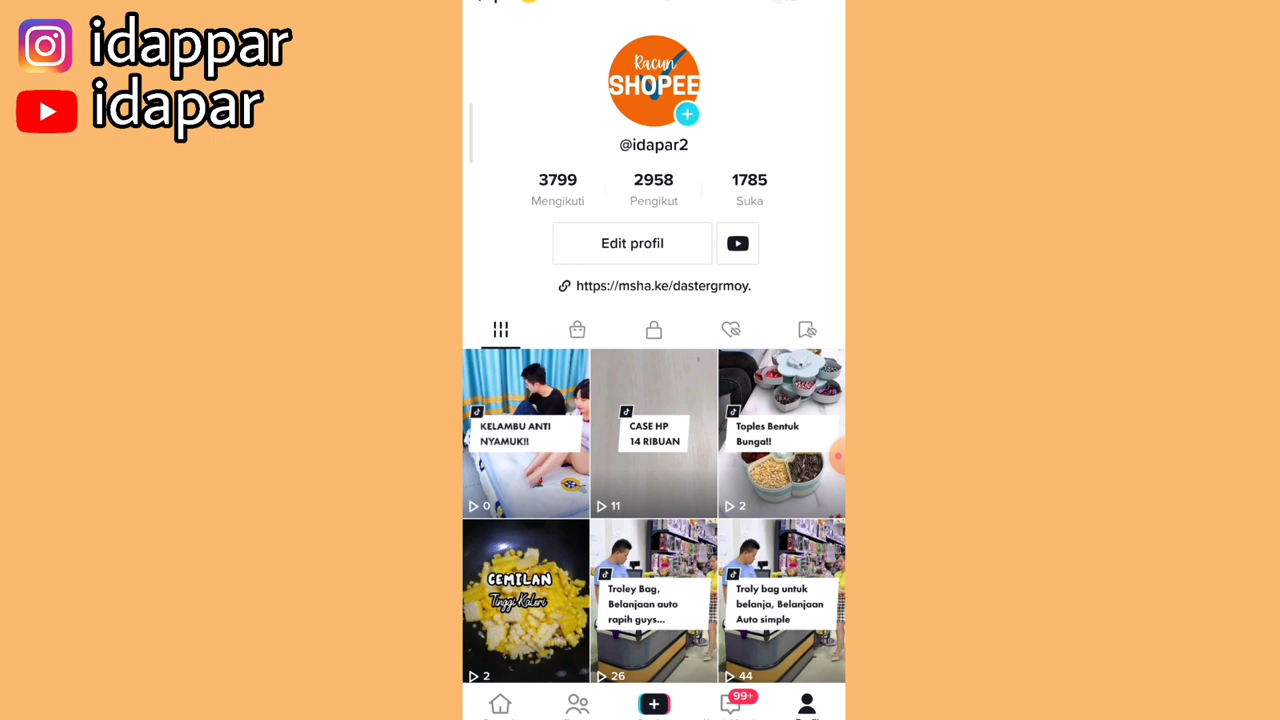 idappar
idapar
Racun
SHOPEE
@idapar2
3799 2958 1785
Mengikuti Pengikut Suka
Edit profil
https://msha.ke/dastergrmoy.
KELAMBU ANTI
NYAMUK!!
0
CASE HP
14 RIBUAN
11
Toples Bentuk
Bunga!!
2
CEMILAN
Tinggi Kalori
2
Troley Bag,
Belanjaan auto
rapih guys...
26
Troly bag untuk
belanja, Belanjaan
Auto simple
44
99+